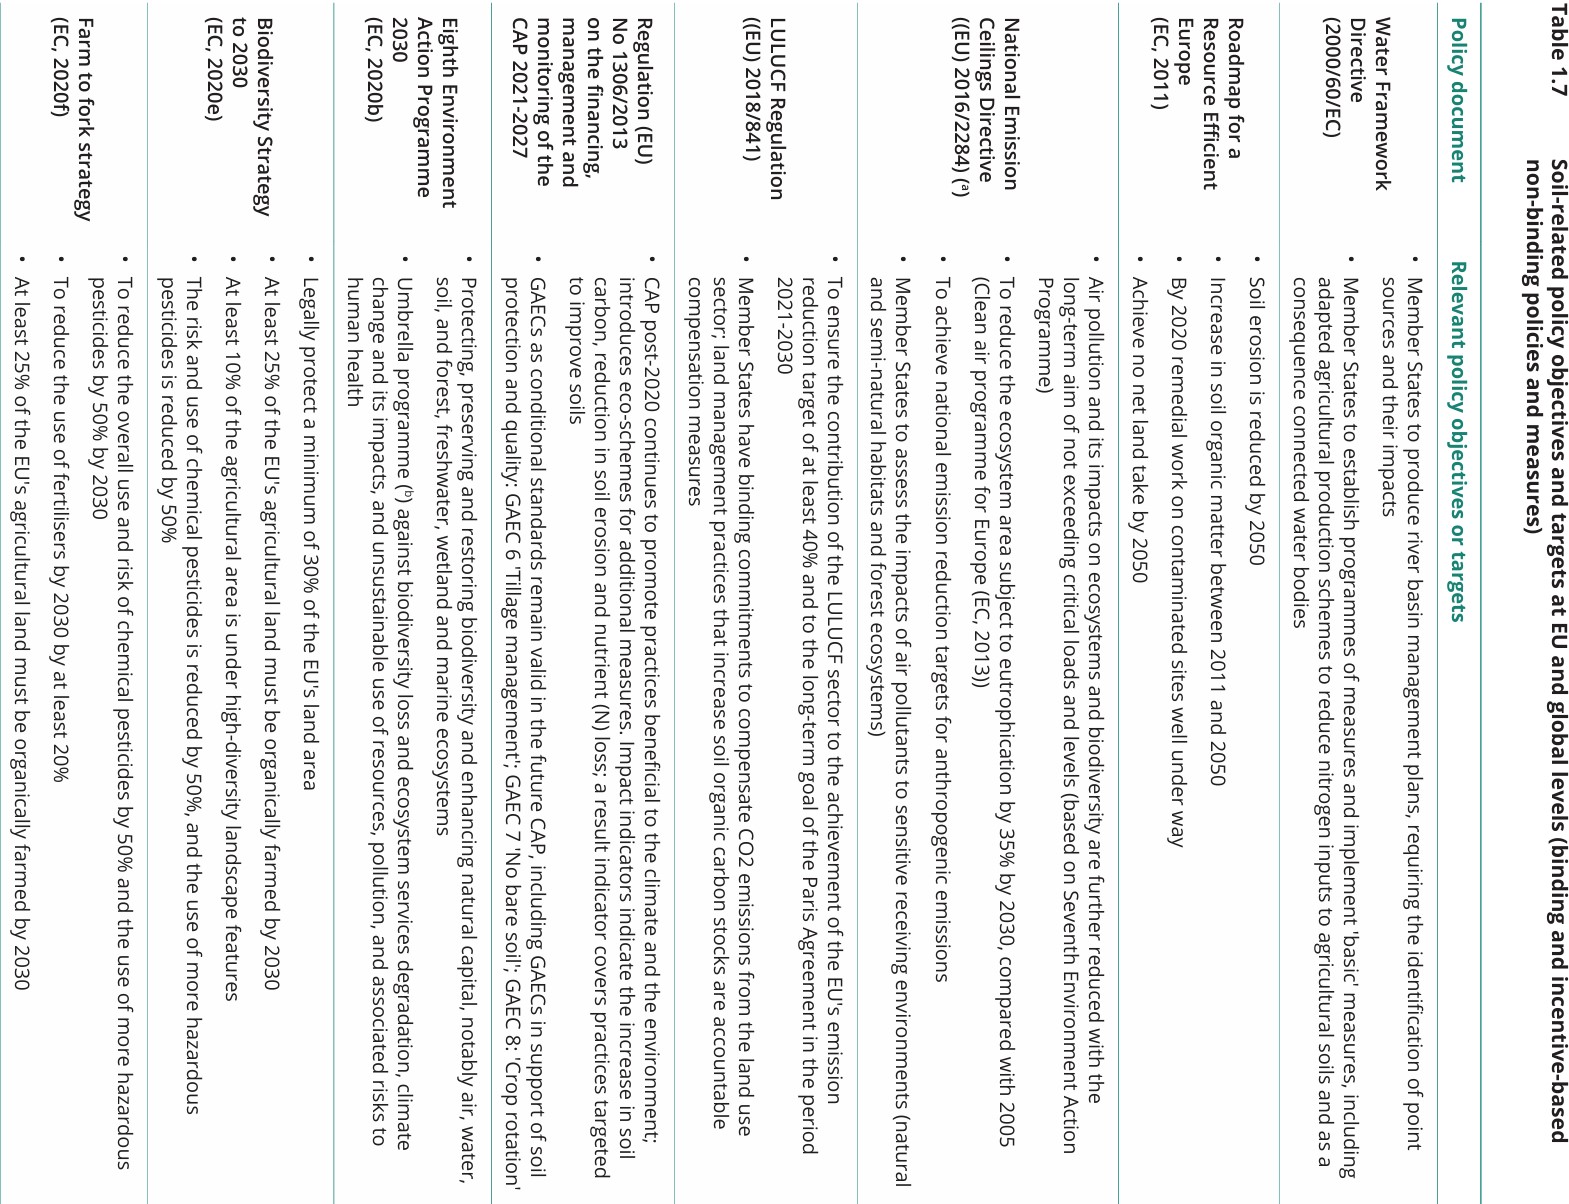 Table 1.7 Soil-related policy objectives and targets at EU and global levels (binding and incentive-based
non-binding policies and measures)
Policy document Relevant policy objectives or targets
Water Framework
Directive
(2000/60/EC)
• Member States to produce river basin management plans, requiring the identification of point
sources and their impacts
• Member States to establish programmes of measures and implement 'basic' measures, including
adapted agricultural production schemes to reduce nitrogen inputs to agricultural soils and as a
consequence connected water bodies
Roadmap for a
Resource Efficient
Europe
(EC, 2011)
• Soil erosion is reduced by 2050
• Increase in soil organic matter between 2011 and 2050
• By 2020 remedial work on contaminated sites well under way
• Achieve no net land take by 2050
National Emission
Ceilings Directive
((EU) 2016/2284) (ᵃ)
• Air pollution and its impacts on ecosystems and biodiversity are further reduced with the
long-term aim of not exceeding critical loads and levels (based on Seventh Environment Action
Programme)
• To reduce the ecosystem area subject to eutrophication by 35% by 2030, compared with 2005
(Clean air programme for Europe (EC, 2013))
• To achieve national emission reduction targets for anthropogenic emissions
• Member States to assess the impacts of air pollutants to sensitive receiving environments (natural
and semi-natural habitats and forest ecosystems)
LULUCF Regulation
((EU) 2018/841)
• To ensure the contribution of the LULUCF sector to the achievement of the EU's emission
reduction target of at least 40% and to the long-term goal of the Paris Agreement in the period
2021-2030
• Member States have binding commitments to compensate CO2 emissions from the land use
sector; land management practices that increase soil organic carbon stocks are accountable
compensation measures
Regulation (EU)
No 1306/2013
on the financing,
management and
monitoring of the
CAP 2021-2027
• CAP post-2020 continues to promote practices beneficial to the climate and the environment;
introduces eco-schemes for additional measures. Impact indicators indicate the increase in soil
carbon, reduction in soil erosion and nutrient (N) loss; a result indicator covers practices targeted
to improve soils
• GAECs as conditional standards remain valid in the future CAP, including GAECs in support of soil
protection and quality: GAEC 6 'Tillage management'; GAEC 7 'No bare soil'; GAEC 8: 'Crop rotation'
Eighth Environment
Action Programme
2030
(EC, 2020b)
• Protecting, preserving and restoring biodiversity and enhancing natural capital, notably air, water,
soil, and forest, freshwater, wetland and marine ecosystems
• Umbrella programme (ᵇ) against biodiversity loss and ecosystem services degradation, climate
change and its impacts, and unsustainable use of resources, pollution, and associated risks to
human health
Biodiversity Strategy
to 2030
(EC, 2020e)
• Legally protect a minimum of 30% of the EU's land area
• At least 25% of the EU's agricultural land must be organically farmed by 2030
• At least 10% of the agricultural area is under high-diversity landscape features
• The risk and use of chemical pesticides is reduced by 50%, and the use of more hazardous
pesticides is reduced by 50%
Farm to fork strategy
(EC, 2020f)
• To reduce the overall use and risk of chemical pesticides by 50% and the use of more hazardous
pesticides by 50% by 2030
• To reduce the use of fertilisers by 2030 by at least 20%
• At least 25% of the EU's agricultural land must be organically farmed by 2030